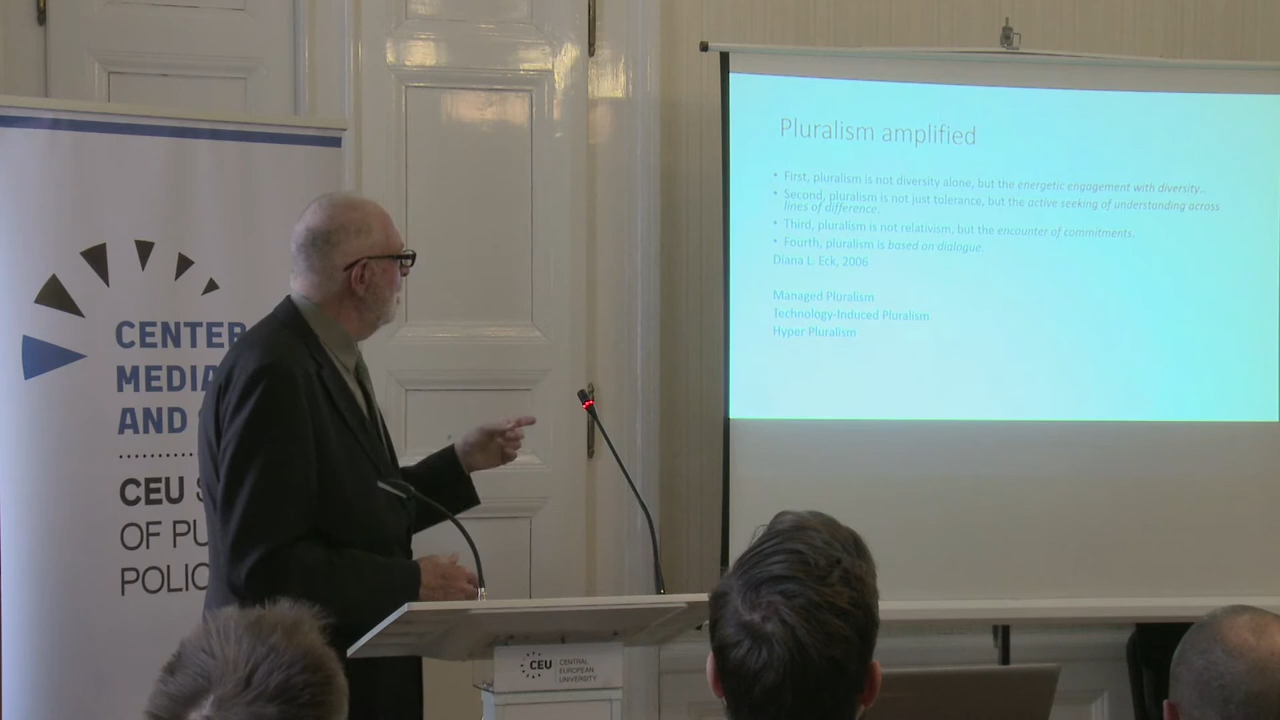 CENTER
MEDIA
AND
CEU
OF PU
POLIC
Pluralism amplified
• First, pluralism is not diversity alone, but the energetic engagement with diversity..
• Second, pluralism is not just tolerance, but the active seeking of understanding across
lines of difference.
• Third, pluralism is not relativism, but the encounter of commitments.
• Fourth, pluralism is based on dialogue.
Diana L. Eck, 2006
Managed Pluralism
Technology-Induced Pluralism
Hyper Pluralism
CEU
CENTRAL
EUROPEAN
UNIVERSITY